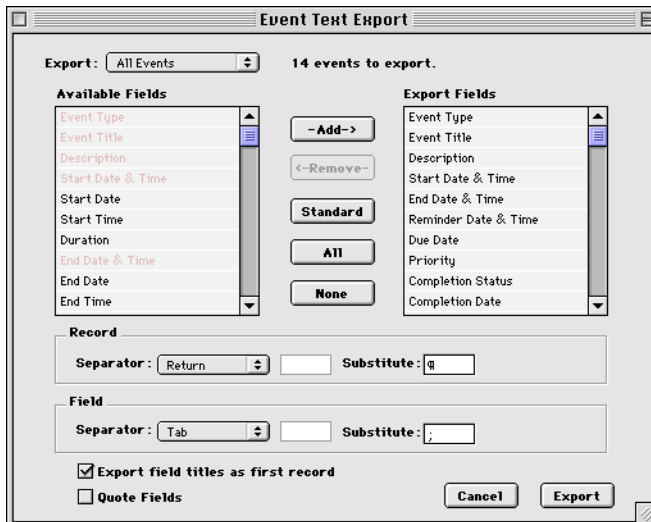 Event Text Export
Export: All Events
14 events to export.
Available Fields
Event Type
Event Title
Description
Start Date & Time
Start Date
Start Time
Duration
End Date & Time
End Date
End Time
-Add->
<-Remove-
Standard
All
None
Export Fields
Event Type
Event Title
Description
Start Date & Time
End Date & Time
Reminder Date & Time
Due Date
Priority
Completion Status
Completion Date
Record
Separator: Return Substitute: ¶
Field
Separator: Tab Substitute: ;
Export field titles as first record
Quote Fields
Cancel Export